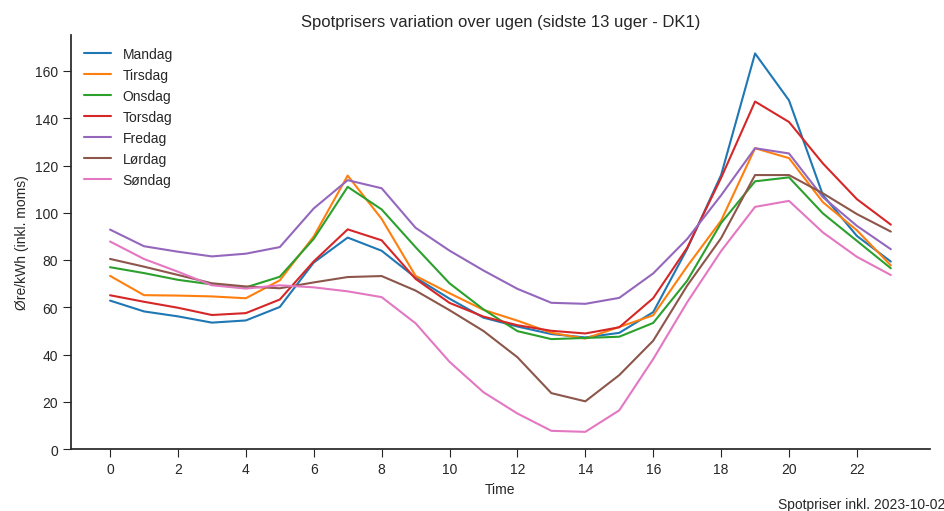 Spotprisers variation over ugen (sidste 13 uger - DK1)
Mandag
Tirsdag
Onsdag
Torsdag
Fredag
Lørdag
Søndag
Øre/kWh (inkl. moms)
160
140
120
100
80
60
40
20
0
0 2 4 6 8 10 12 14 16 18 20 22
Time
Spotpriser inkl. 2023-10-02